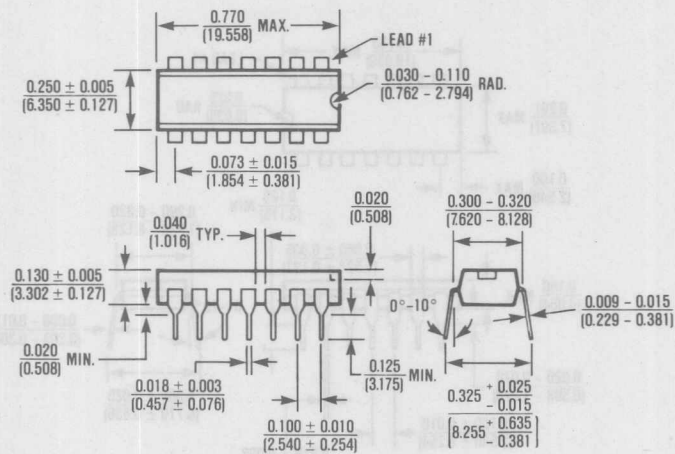 0.770 MAX.
(19.558)
LEAD #1
0.250 ± 0.005
(6.350 ± 0.127)
0.030 - 0.110 RAD.
(0.762 - 2.794)
0.073 ± 0.015
(1.854 ± 0.381)
0.020
(0.508)
0.300 - 0.320
(7.620 - 8.128)
0.040 TYP.
(1.016)
0.130 ± 0.005
(3.302 ± 0.127)
0°-10°
0.009 - 0.015
(0.229 - 0.381)
0.020 MIN.
(0.508)
0.125 MIN.
(3.175)
0.018 ± 0.003
(0.457 ± 0.076)
0.325 + 0.025
- 0.015
(8.255 + 0.635
- 0.381)
0.100 ± 0.010
(2.540 ± 0.254)